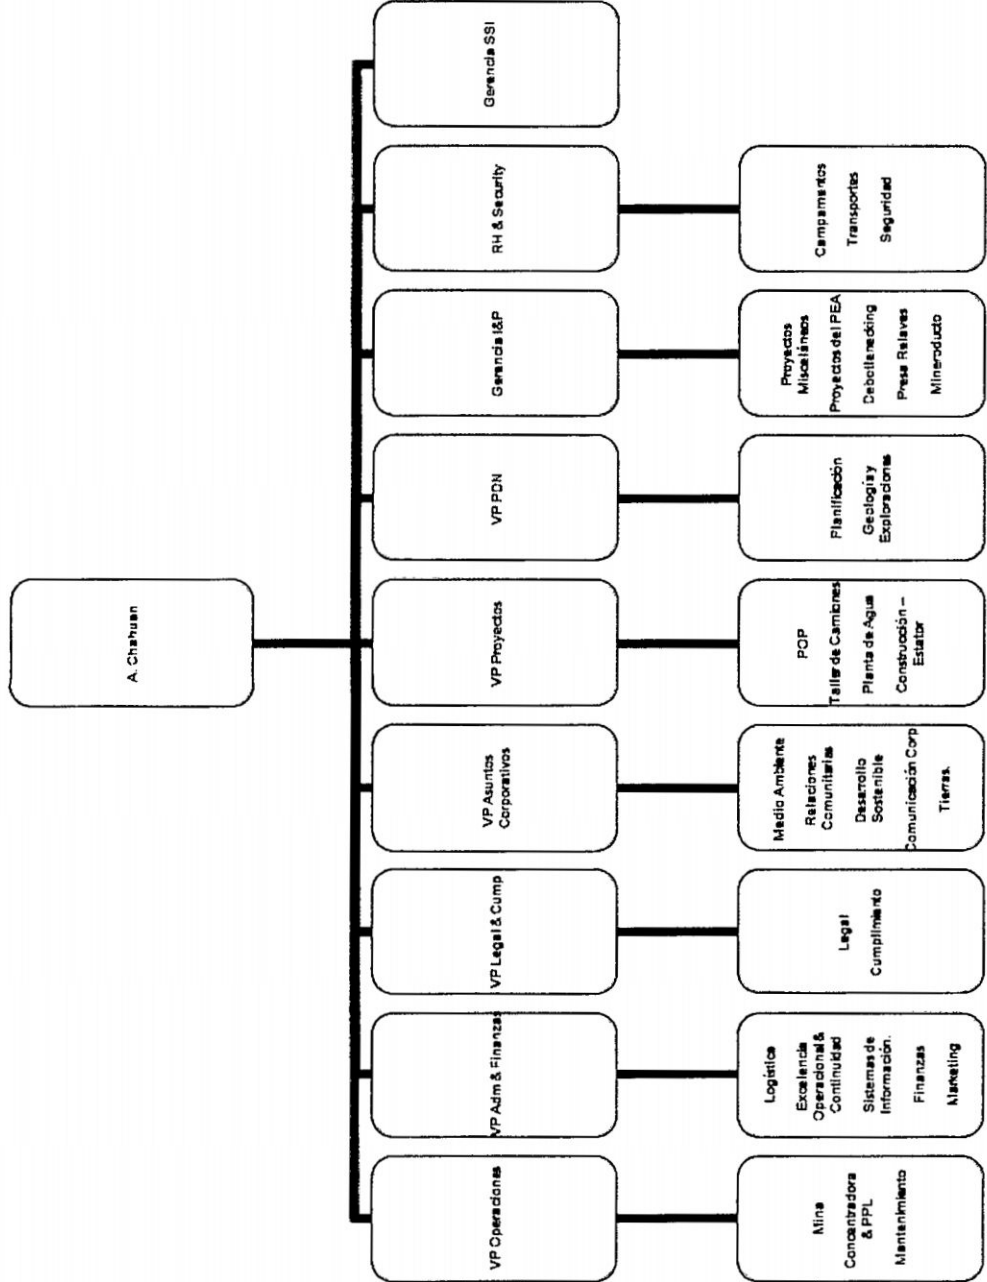 A. Chahuan
VP Operaciones
VP Adm & Finanzas
VP Legal & Cump
VP Asuntos
Corporativos
VP Proyectos
VP PDN
Gerencia I&P
RH & Security
Gerencia SSI
Mina
Concentradora
& PPL
Mantenimiento
Logística
Excelencia
Operacional &
Continuidad
Sistemas de
Información.
Finanzas
Marketing
Legal
Cumplimiento
Medio Ambiente
Relaciones
Comunitarias
Desarrollo
Sostenible
Comunicación Corp
Tierras.
POP
Taller de Camiones
Planta de Agua
Construcción –
Estator
Planificación
Geología y
Exploraciones
Proyectos
Misceláneos
Proyectos del PEA
Debottlenecking
Presa Relaves
Mineroducto
Campamentos
Transportes
Seguridad